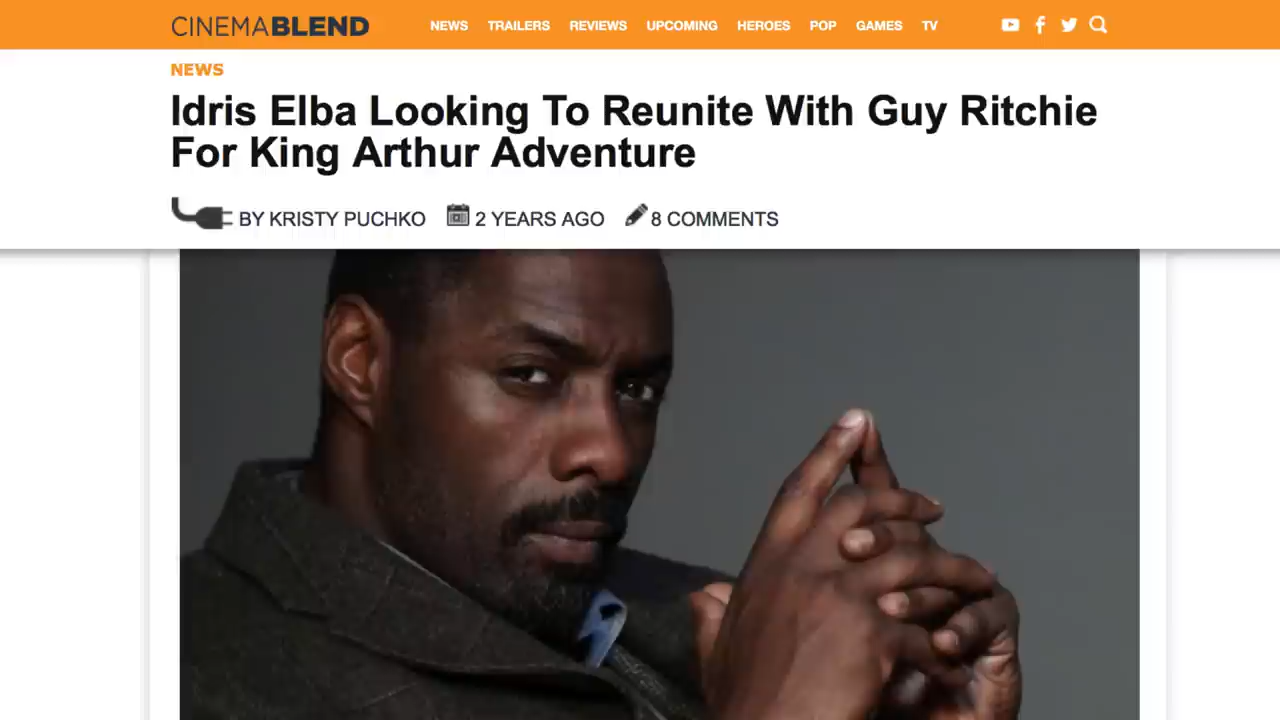 CINEMABLEND NEWS TRAILERS REVIEWS UPCOMING HEROES POP GAMES TV
NEWS
Idris Elba Looking To Reunite With Guy Ritchie
For King Arthur Adventure
BY KRISTY PUCHKO 2 YEARS AGO 8 COMMENTS